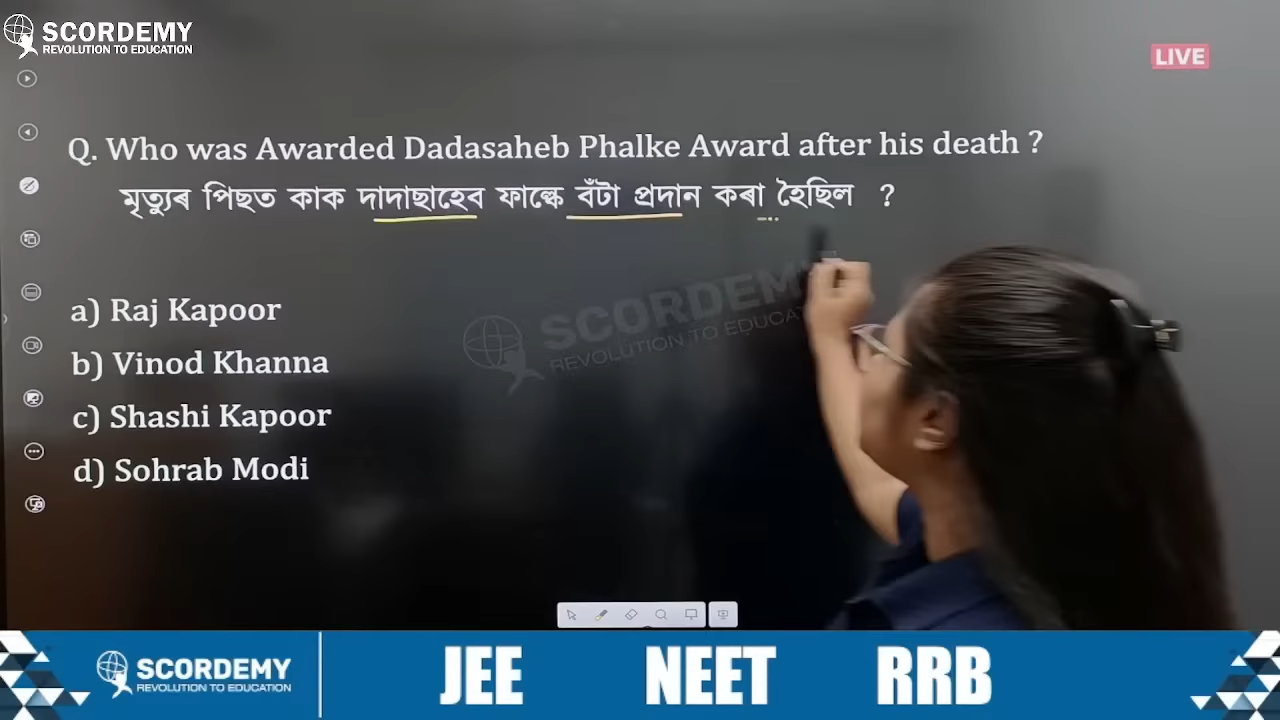 SCORDEMY
REVOLUTION TO EDUCATION
LIVE
Q. Who was Awarded Dadasaheb Phalke Award after his death ?
মৃত্যুৰ পিছত কাক দাদাছাহেব ফাল্কে বঁটা প্ৰদান কৰা হৈছিল ?
SCORDEMY
REVOLUTION TO EDUCA
a) Raj Kapoor
b) Vinod Khanna
c) Shashi Kapoor
d) Sohrab Modi
SCORDEMY
REVOLUTION TO EDUCATION
JEE NEET RRB